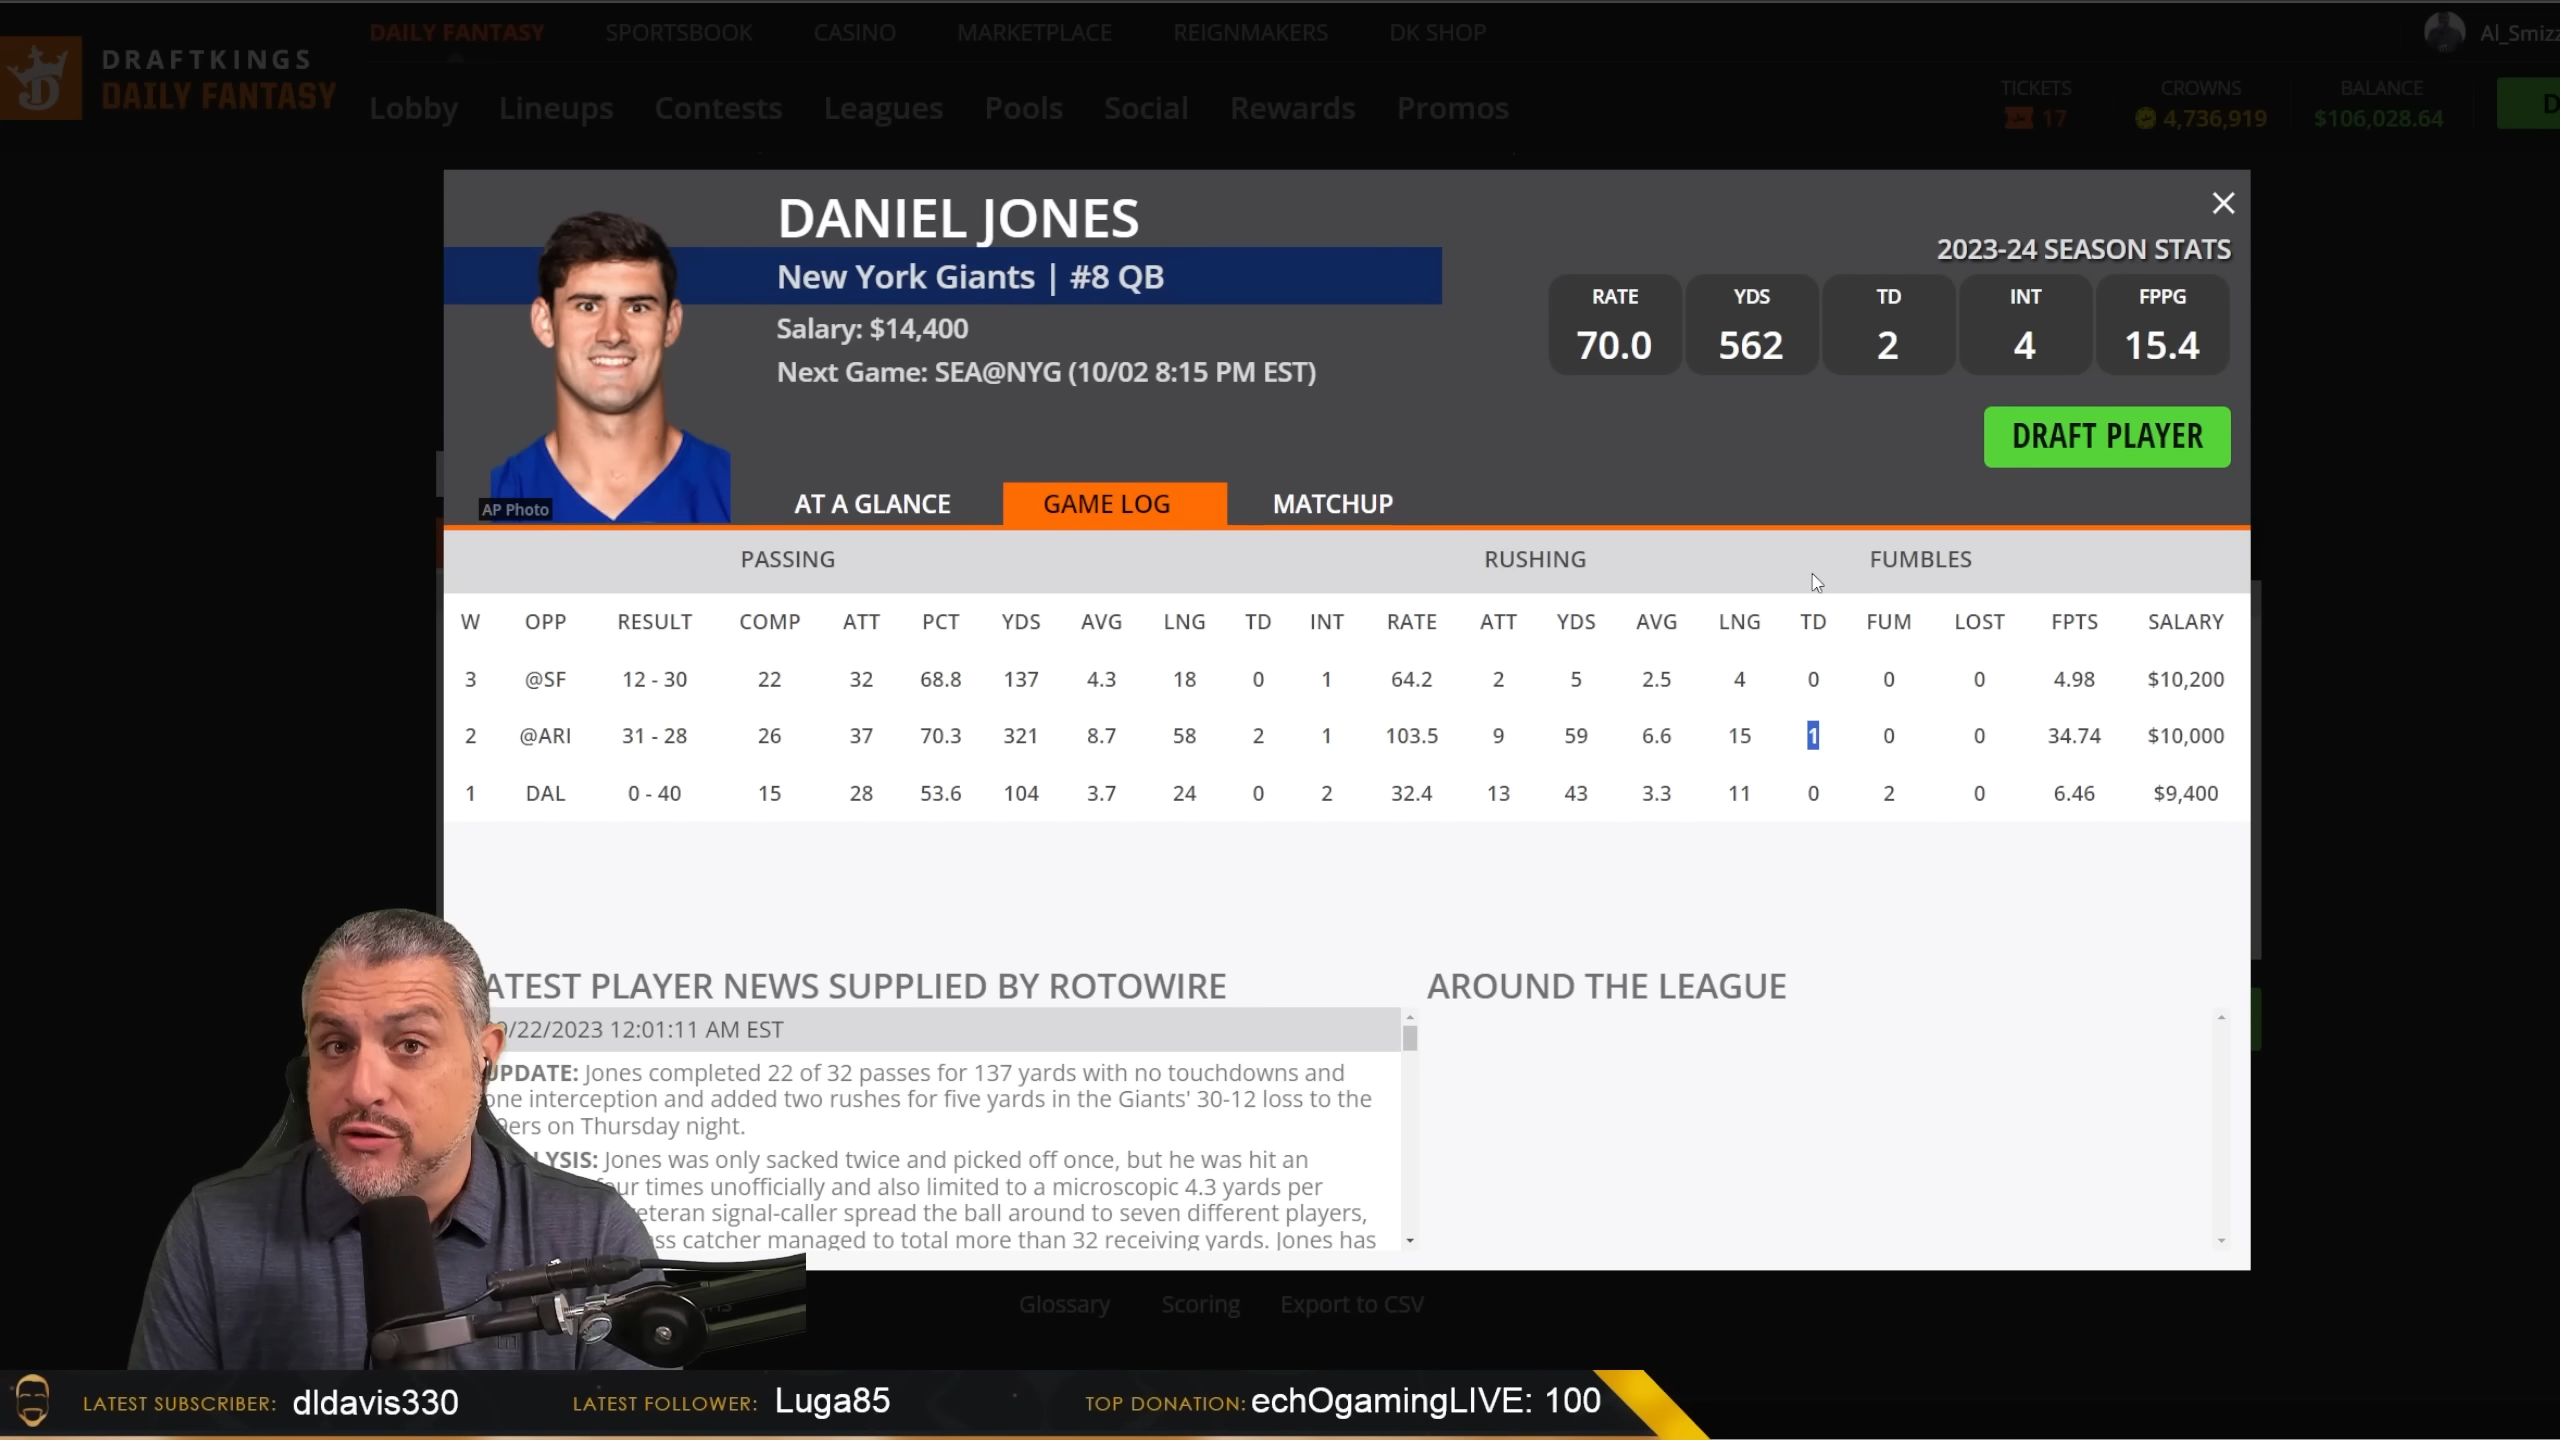 DAILY FANTASY SPORTSBOOK CASINO MARKETPLACE REIGNMAKERS DK SHOP
DRAFTKINGS
DAILY FANTASY
Lobby Lineups Contests Leagues Pools Social Rewards Promos
TICKETS CROWNS BALANCE
17 4,736,919 $106,028.64
DANIEL JONES
New York Giants | #8 QB
Salary: $14,400
Next Game: SEA@NYG (10/02 8:15 PM EST)
2023-24 SEASON STATS
RATE YDS TD INT FPPG
70.0 562 2 4 15.4
DRAFT PLAYER
AP Photo
AT A GLANCE GAME LOG MATCHUP
PASSING RUSHING FUMBLES
W OPP RESULT COMP ATT PCT YDS AVG LNG TD INT RATE ATT YDS AVG LNG TD FUM LOST FPTS SALARY
3 @SF 12 - 30 22 32 68.8 137 4.3 18 0 1 64.2 2 5 2.5 4 0 0 0 4.98 $10,200
2 @ARI 31 - 28 26 37 70.3 321 8.7 58 2 1 103.5 9 59 6.6 15 1 0 0 34.74 $10,000
1 DAL 0 - 40 15 28 53.6 104 3.7 24 0 2 32.4 13 43 3.3 11 0 2 0 6.46 $9,400
ATEST PLAYER NEWS SUPPLIED BY ROTOWIRE
AROUND THE LEAGUE
/22/2023 12:01:11 AM EST
UPDATE: Jones completed 22 of 32 passes for 137 yards with no touchdowns and
one interception and added two rushes for five yards in the Giants' 30-12 loss to the
9ers on Thursday night.
LYSIS: Jones was only sacked twice and picked off once, but he was hit an
four times unofficially and also limited to a microscopic 4.3 yards per
eteran signal-caller spread the ball around to seven different players,
ss catcher managed to total more than 32 receiving yards. Jones has
Glossary Scoring Export to CSV
LATEST SUBSCRIBER: dldavis330 LATEST FOLLOWER: Luga85 TOP DONATION: echOgamingLIVE: 100